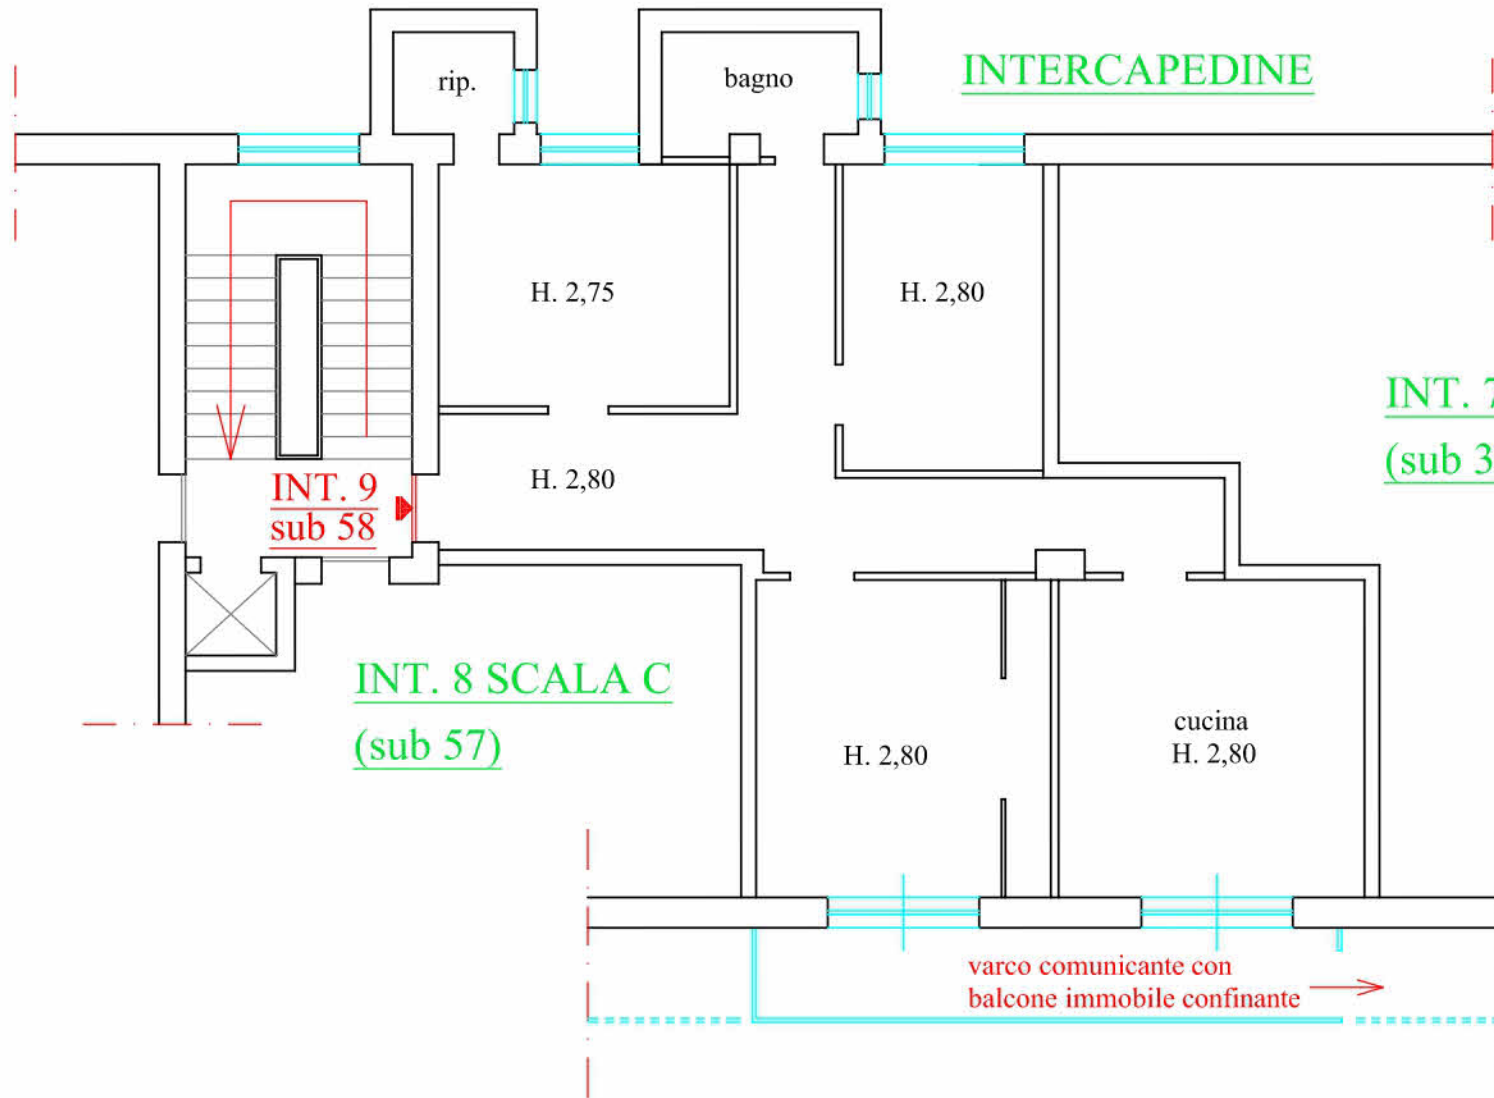 rip.
bagno
INTERCAPEDINE
H. 2,75
H. 2,80
INT. 7
(sub 3
H. 2,80
INT. 9
sub 58
INT. 8 SCALA C
(sub 57)
H. 2,80
cucina
H. 2,80
varco comunicante con
balcone immobile confinante